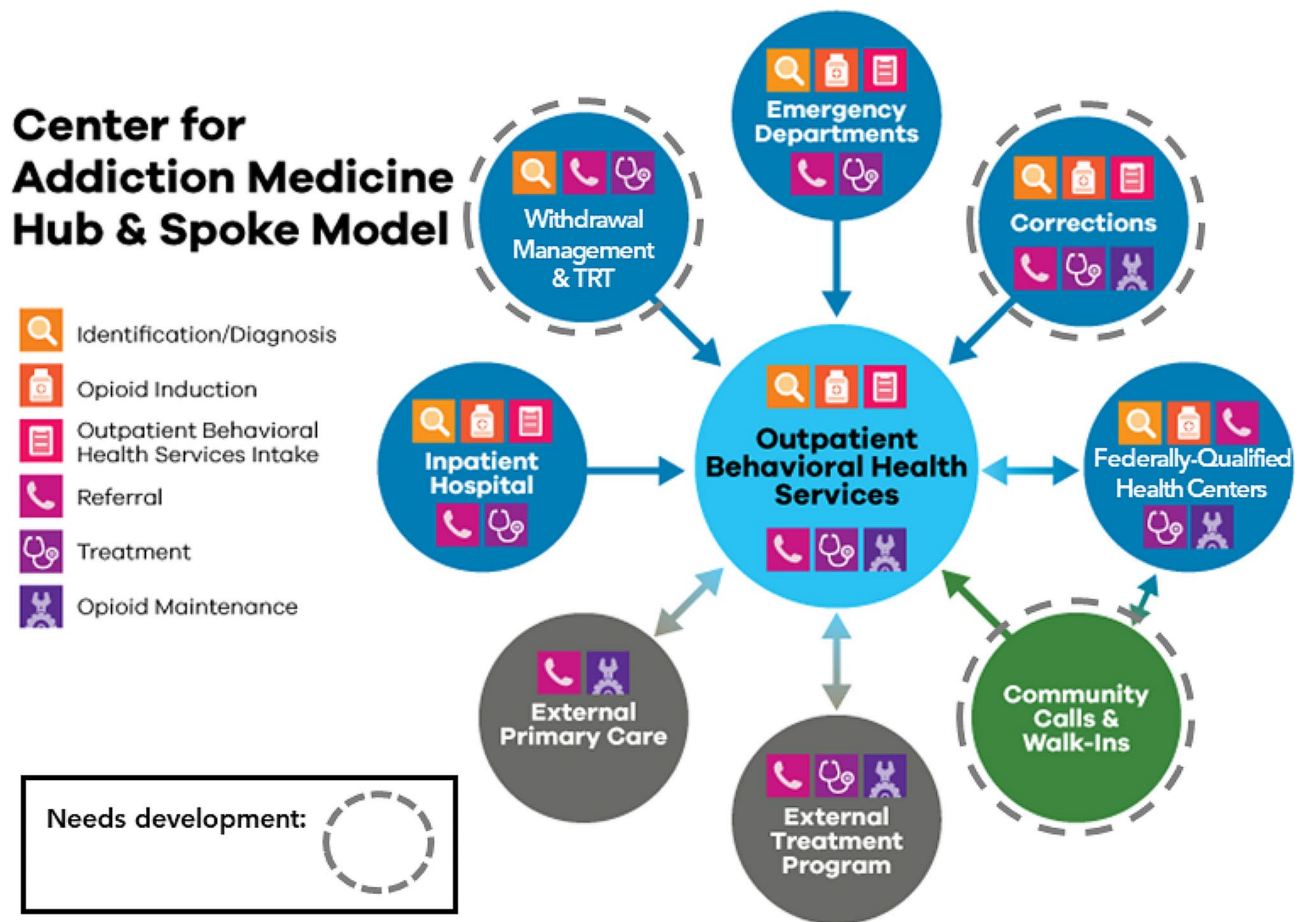 Center for
Addiction Medicine
Hub & Spoke Model
Identification/Diagnosis
Opioid Induction
Outpatient Behavioral
Health Services Intake
Referral
Treatment
Opioid Maintenance
Needs development:
Emergency
Departments
Withdrawal
Management
& TRT
Corrections
Inpatient
Hospital
Outpatient
Behavioral Health
Services
Federally-Qualified
Health Centers
External
Primary Care
External
Treatment
Program
Community
Calls &
Walk-Ins